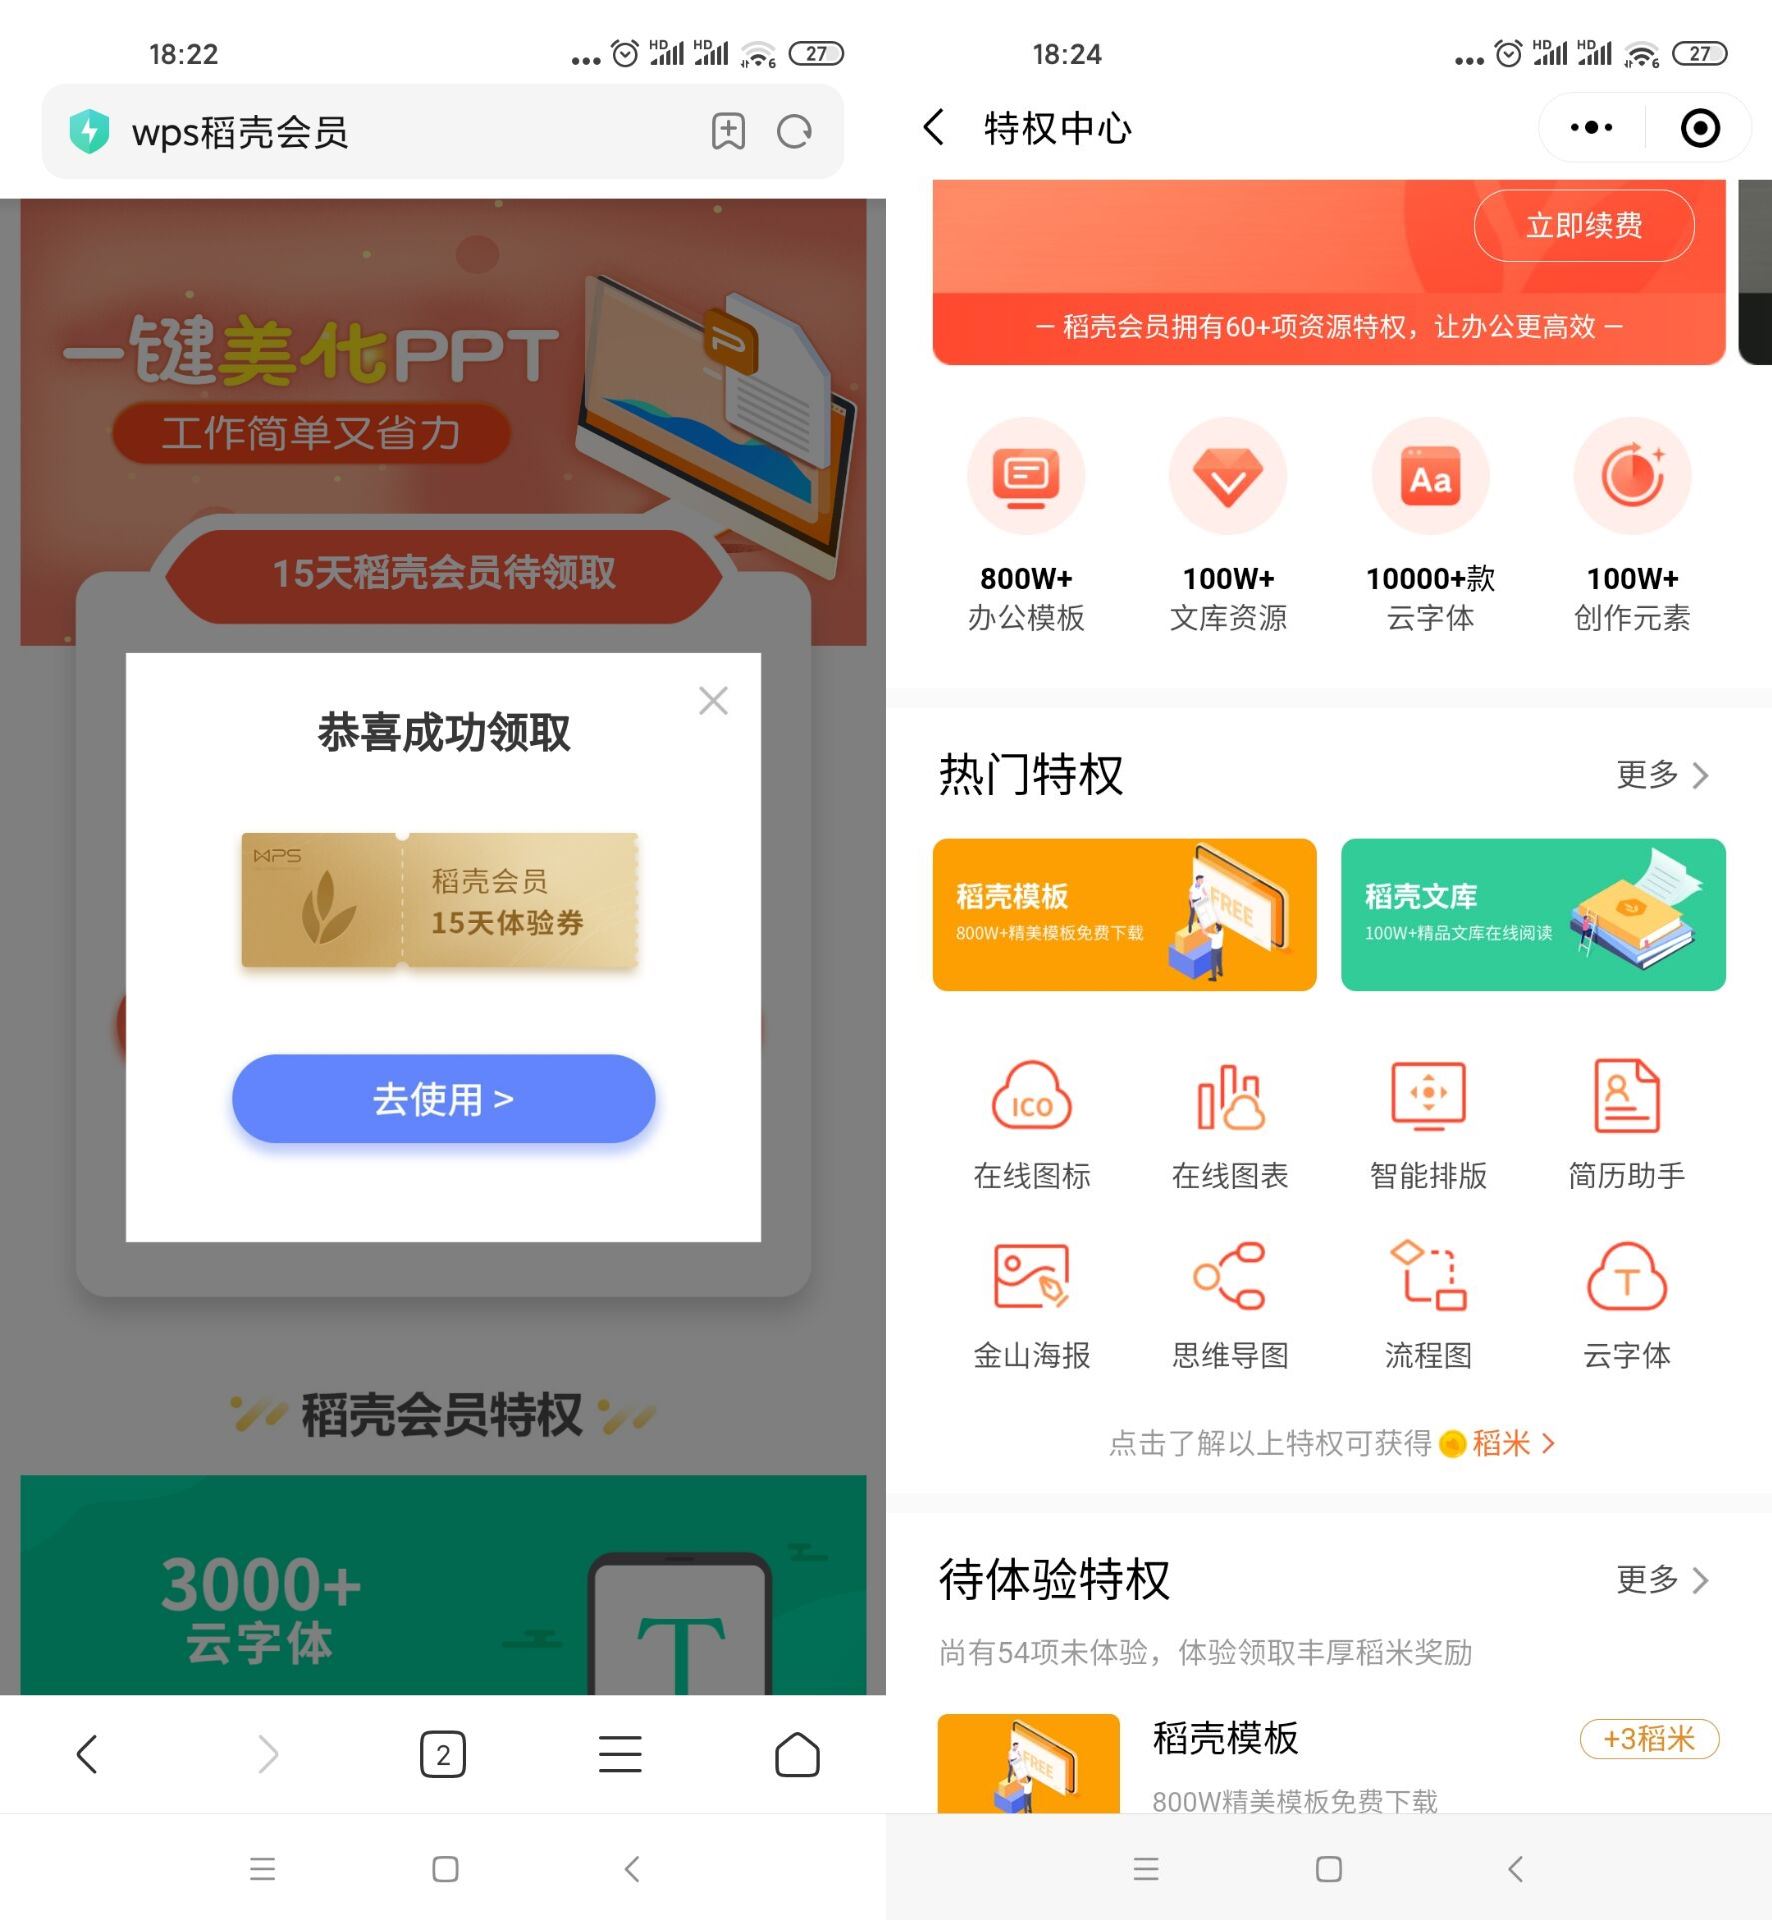 18:22
HD HD 6 27
wps稻壳会员
一键美化PPT
工作简单又省力
15天稻壳会员待领取
恭喜成功领取
WPS
稻壳会员
15天体验券
去使用 >
稻壳会员特权
3000+
云字体
T
2
18:24
HD HD 6 27
特权中心
立即续费
– 稻壳会员拥有60+项资源特权，让办公更高效 –
Aa
800W+ 100W+ 10000+款 100W+
办公模板 文库资源 云字体 创作元素
热门特权 更多
稻壳模板
800W+精美模板免费下载
FREE
稻壳文库
100W+精品文库在线阅读
ICO
在线图标 在线图表 智能排版 简历助手
T
金山海报 思维导图 流程图 云字体
点击了解以上特权可获得 稻米
待体验特权 更多
尚有54项未体验，体验领取丰厚稻米奖励
FREE
稻壳模板 +3稻米
800W精美模板免费下载